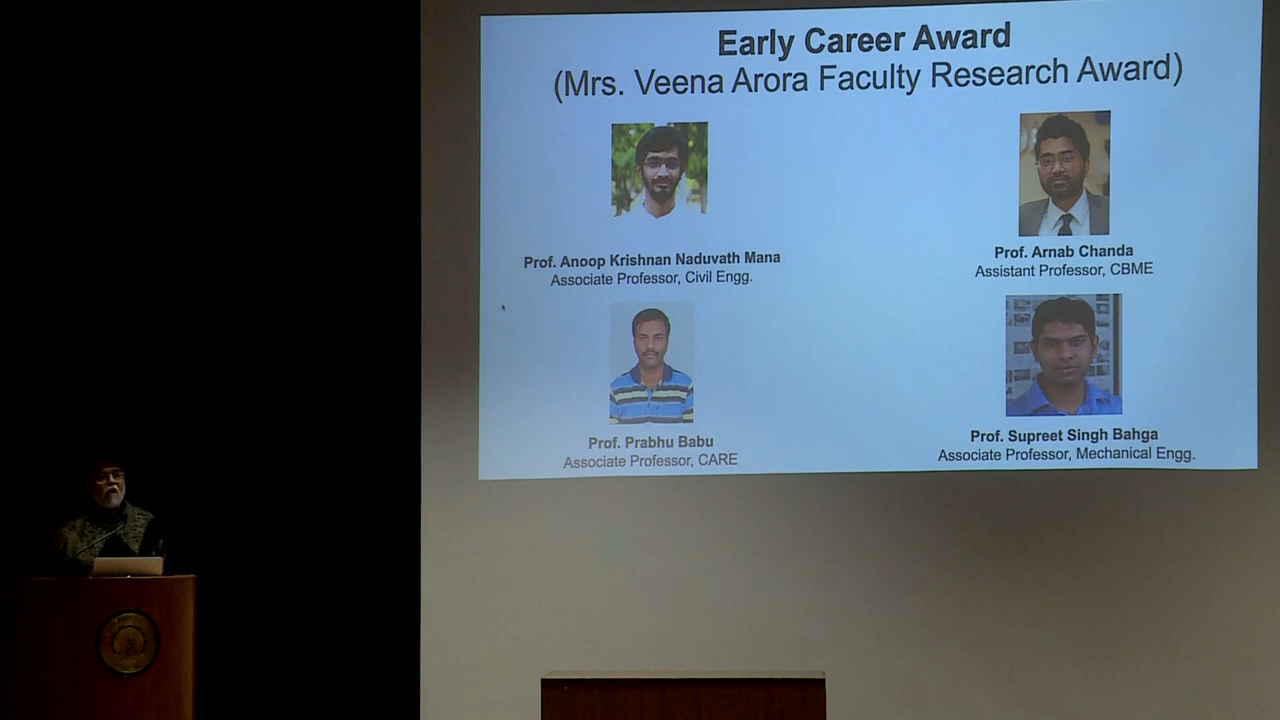 Early Career Award
(Mrs. Veena Arora Faculty Research Award)
Prof. Anoop Krishnan Naduvath Mana
Associate Professor, Civil Engg.
Prof. Arnab Chanda
Assistant Professor, CBME
Prof. Prabhu Babu
Associate Professor, CARE
Prof. Supreet Singh Bahga
Associate Professor, Mechanical Engg.